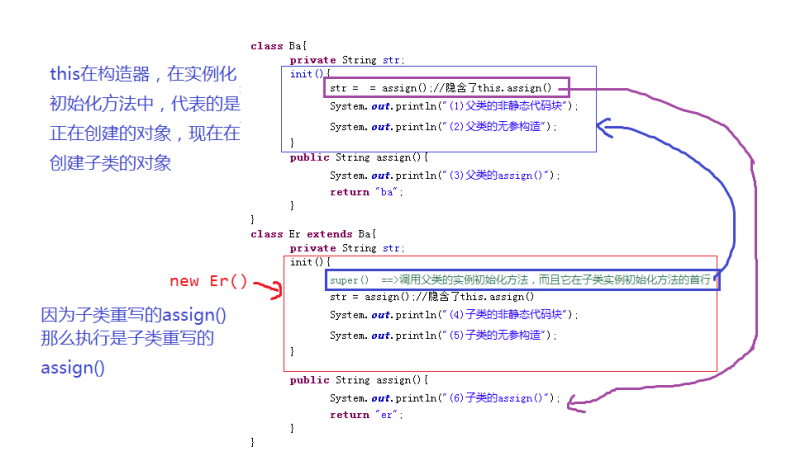 class Ba{
private String str;
init(){
str = = assign();//隐含了this.assign()
System.out.println("(1)父类的非静态代码块");
System.out.println("(2)父类的无参构造");
}
public String assign(){
System.out.println("(3)父类的assign()");
return "ba";
}
}
this在构造器，在实例化
初始化方法中，代表的是
正在创建的对象，现在在
创建子类的对象
class Er extends Ba{
private String str;
init(){
super() ==>调用父类的实例初始化方法，而且它在子类实例初始化方法的首行
str = assign();//隐含了this.assign()
System.out.println("(4)子类的非静态代码块");
System.out.println("(5)子类的无参构造");
}
public String assign(){
System.out.println("(6)子类的assign()");
return "er";
}
}
new Er()
因为子类重写的assign()
那么执行是子类重写的
assign()